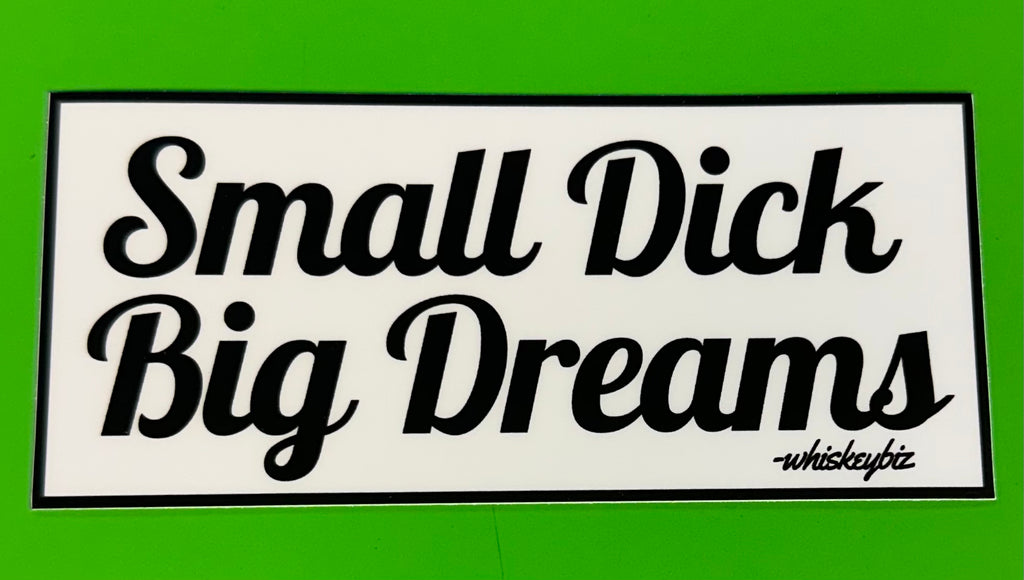 Small Dick
Big Dreams
-whiskeybiz